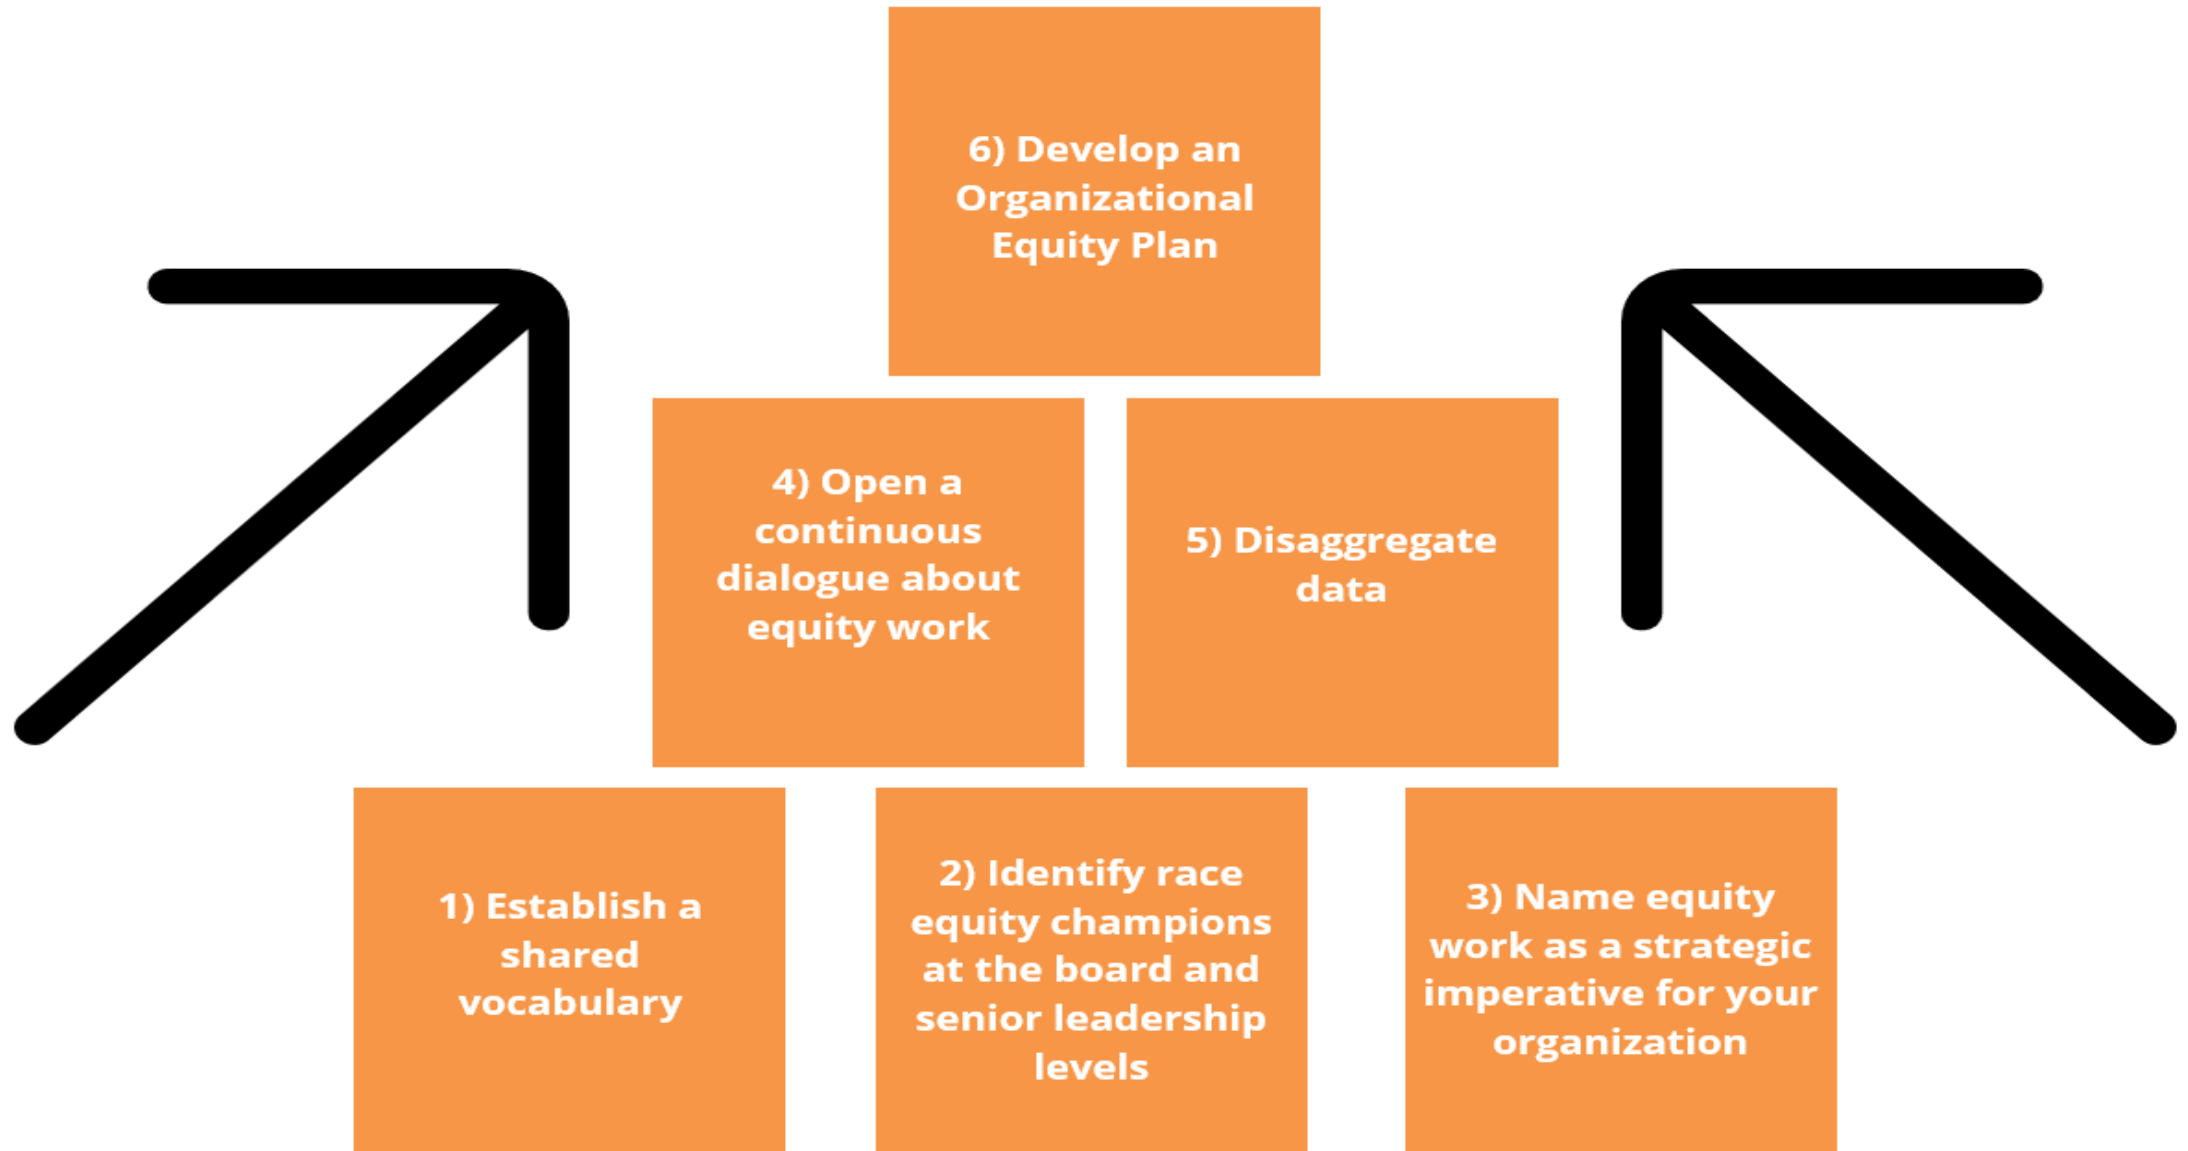 6) Develop an
Organizational
Equity Plan
4) Open a
continuous
dialogue about
equity work
5) Disaggregate
data
1) Establish a
shared
vocabulary
2) Identify race
equity champions
at the board and
senior leadership
levels
3) Name equity
work as a strategic
imperative for your
organization